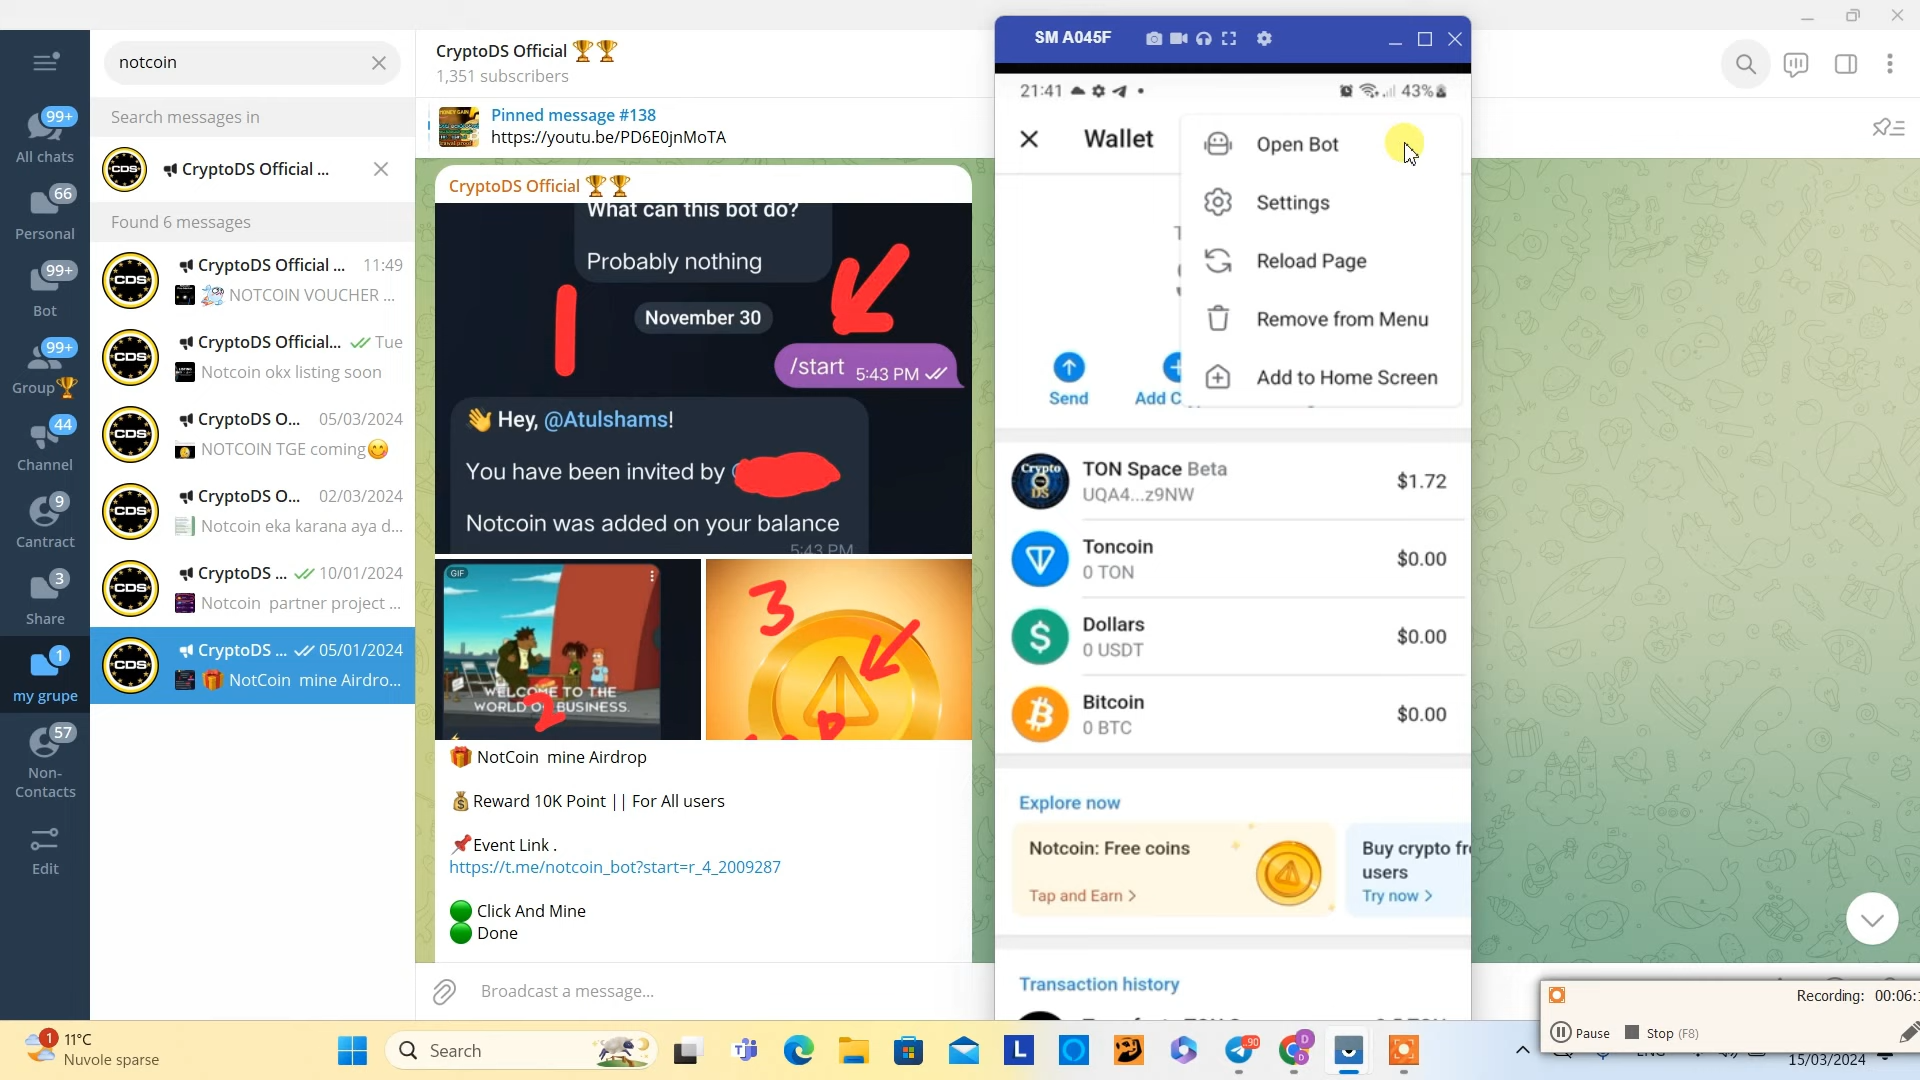 notcoin
Search messages in
CryptoDS Official ...
Found 6 messages
CryptoDS Official ... 11:49
NOTCOIN VOUCHER ...
CryptoDS Official... Tue
Notcoin okx listing soon
CryptoDS O... 05/03/2024
NOTCOIN TGE coming😋
CryptoDS O... 02/03/2024
Notcoin eka karana aya d...
CryptoDS ... 10/01/2024
Notcoin partner project ...
CryptoDS ... 05/01/2024
🎁 NotCoin mine Airdro...
99+
All chats
66
Personal
99+
Bot
99+
Group🏆
44
Channel
9
Cantract
3
Share
1
my grupe
57
Non-
Contacts
Edit
CryptoDS Official 🏆🏆
1,351 subscribers
Pinned message #138
https://youtu.be/PD6E0jnMoTA
CryptoDS Official 🏆🏆
What can this bot do?
Probably nothing
November 30
/start 5:43 PM
👋 Hey, @Atulshams!
You have been invited by
Notcoin was added on your balance
5:43 PM
GIF
WELCOME TO THE
WORLD OF BUSINESS.
2
3
🎁 NotCoin mine Airdrop
💰Reward 10K Point || For All users
📌Event Link .
https://t.me/notcoin_bot?start=r_4_2009287
🟢 Click And Mine
🟢 Done
Broadcast a message...
SM A045F
21:41
43%
Wallet
Open Bot
Settings
Reload Page
Remove from Menu
Add to Home Screen
Send
Add C
TON Space Beta
UQA4...z9NW
$1.72
Toncoin
0 TON
$0.00
Dollars
0 USDT
$0.00
Bitcoin
0 BTC
$0.00
Explore now
Notcoin: Free coins
Tap and Earn >
Buy crypto fr
users
Try now >
Transaction history
Recording: 00:06:
Pause
Stop (F8)
1
11°C
Nuvole sparse
Search
90
15/03/2024